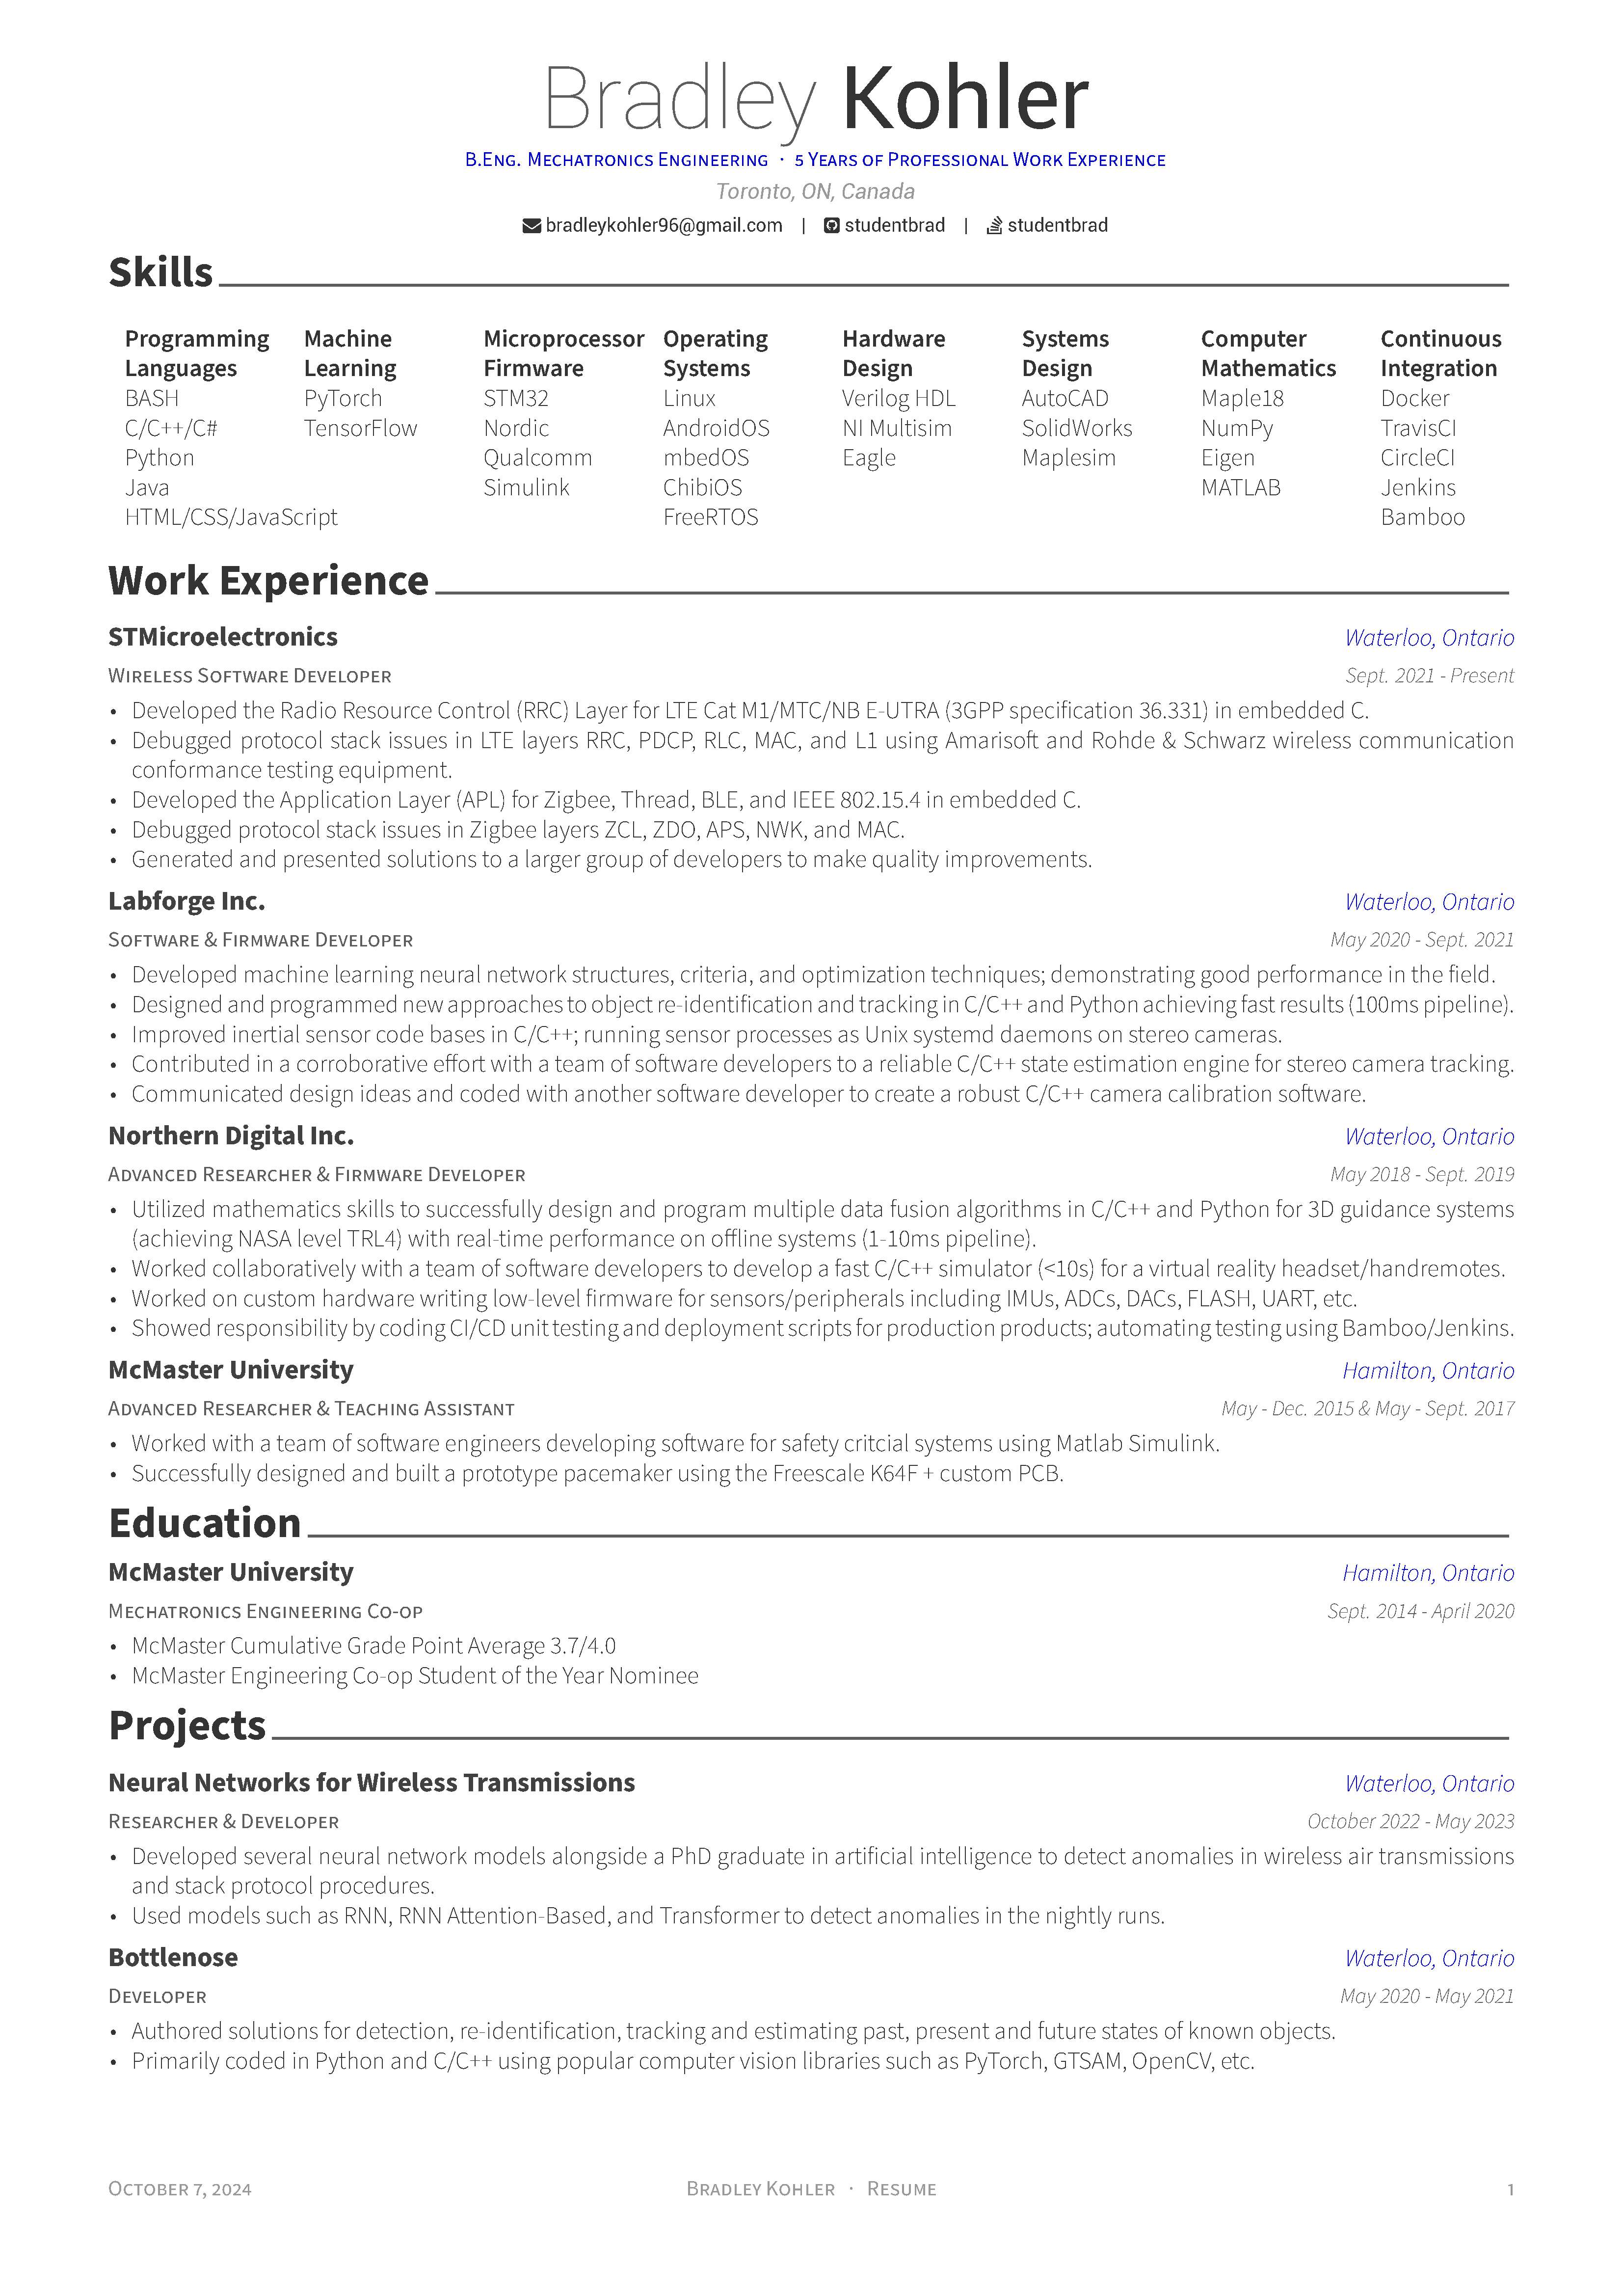 Bradley Kohler
B.Eng. Mechatronics Engineering · 5 Years of Professional Work Experience
Toronto, ON, Canada
bradleykohler96@gmail.com | studentbrad | studentbrad
Skills
Programming Machine Microprocessor Operating Hardware Systems Computer Continuous
Languages Learning Firmware Systems Design Design Mathematics Integration
BASH PyTorch STM32 Linux Verilog HDL AutoCAD Maple18 Docker
C/C++/C# TensorFlow Nordic AndroidOS NI Multisim SolidWorks NumPy TravisCI
Python Qualcomm mbedOS Eagle Maplesim Eigen CircleCI
Java Simulink ChibiOS MATLAB Jenkins
HTML/CSS/JavaScript FreeRTOS Bamboo
Work Experience
STMicroelectronics Waterloo, Ontario
Wireless Software Developer Sept. 2021 - Present
• Developed the Radio Resource Control (RRC) Layer for LTE Cat M1/MTC/NB E-UTRA (3GPP specification 36.331) in embedded C.
• Debugged protocol stack issues in LTE layers RRC, PDCP, RLC, MAC, and L1 using Amarisoft and Rohde & Schwarz wireless communication
conformance testing equipment.
• Developed the Application Layer (APL) for Zigbee, Thread, BLE, and IEEE 802.15.4 in embedded C.
• Debugged protocol stack issues in Zigbee layers ZCL, ZDO, APS, NWK, and MAC.
• Generated and presented solutions to a larger group of developers to make quality improvements.
Labforge Inc. Waterloo, Ontario
Software & Firmware Developer May 2020 - Sept. 2021
• Developed machine learning neural network structures, criteria, and optimization techniques; demonstrating good performance in the field.
• Designed and programmed new approaches to object re-identification and tracking in C/C++ and Python achieving fast results (100ms pipeline).
• Improved inertial sensor code bases in C/C++; running sensor processes as Unix systemd daemons on stereo cameras.
• Contributed in a corroborative effort with a team of software developers to a reliable C/C++ state estimation engine for stereo camera tracking.
• Communicated design ideas and coded with another software developer to create a robust C/C++ camera calibration software.
Northern Digital Inc. Waterloo, Ontario
Advanced Researcher & Firmware Developer May 2018 - Sept. 2019
• Utilized mathematics skills to successfully design and program multiple data fusion algorithms in C/C++ and Python for 3D guidance systems
(achieving NASA level TRL4) with real-time performance on offline systems (1-10ms pipeline).
• Worked collaboratively with a team of software developers to develop a fast C/C++ simulator (<10s) for a virtual reality headset/handremotes.
• Worked on custom hardware writing low-level firmware for sensors/peripherals including IMUs, ADCs, DACs, FLASH, UART, etc.
• Showed responsibility by coding CI/CD unit testing and deployment scripts for production products; automating testing using Bamboo/Jenkins.
McMaster University Hamilton, Ontario
Advanced Researcher & Teaching Assistant May - Dec. 2015 & May - Sept. 2017
• Worked with a team of software engineers developing software for safety critcial systems using Matlab Simulink.
• Successfully designed and built a prototype pacemaker using the Freescale K64F + custom PCB.
Education
McMaster University Hamilton, Ontario
Mechatronics Engineering Co-op Sept. 2014 - April 2020
• McMaster Cumulative Grade Point Average 3.7/4.0
• McMaster Engineering Co-op Student of the Year Nominee
Projects
Neural Networks for Wireless Transmissions Waterloo, Ontario
Researcher & Developer October 2022 - May 2023
• Developed several neural network models alongside a PhD graduate in artificial intelligence to detect anomalies in wireless air transmissions
and stack protocol procedures.
• Used models such as RNN, RNN Attention-Based, and Transformer to detect anomalies in the nightly runs.
Bottlenose Waterloo, Ontario
Developer May 2020 - May 2021
• Authored solutions for detection, re-identification, tracking and estimating past, present and future states of known objects.
• Primarily coded in Python and C/C++ using popular computer vision libraries such as PyTorch, GTSAM, OpenCV, etc.
October 7, 2024 Bradley Kohler · Resume 1